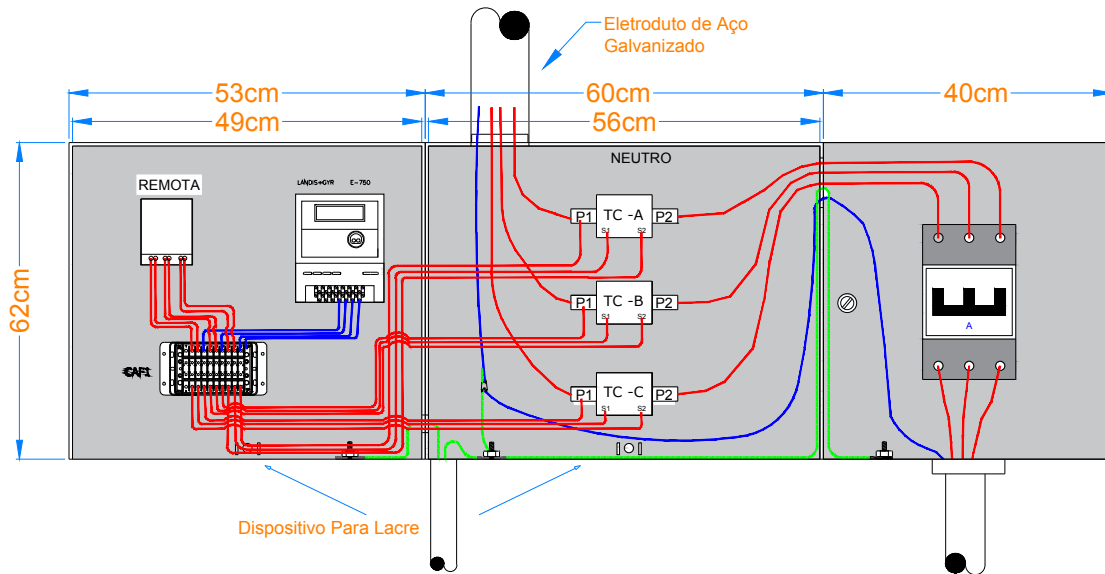 Eletroduto de Aço
Galvanizado
53cm
60cm
40cm
49cm
56cm
NEUTRO
REMOTA
LANDIS+GYR E-750
P1 TC -A P2
S1 S2
62cm
P1 TC -B P2
S1 S2
A
CAF1
P1 TC -C P2
S1 S2
Dispositivo Para Lacre